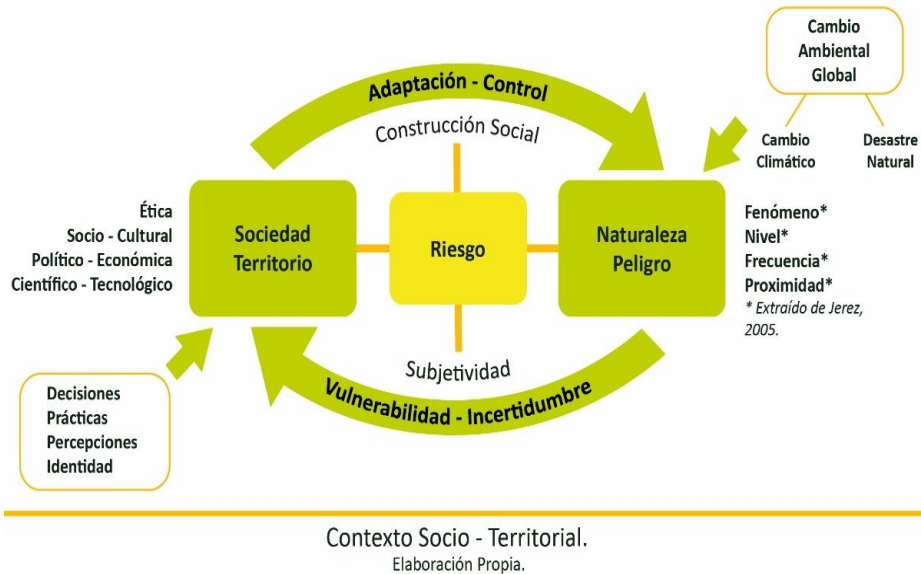 Cambio
Ambiental
Global
Adaptación - Control
Construcción Social
Cambio
Climático
Desastre
Natural
Ética
Socio - Cultural
Político - Económica
Científico - Tecnológico
Sociedad
Territorio
Riesgo
Naturaleza
Peligro
Fenómeno*
Nivel*
Frecuencia*
Proximidad*
* Extraído de Jerez,
2005.
Subjetividad
Vulnerabilidad - Incertidumbre
Decisiones
Prácticas
Percepciones
Identidad
Contexto Socio - Territorial.
Elaboración Propia.